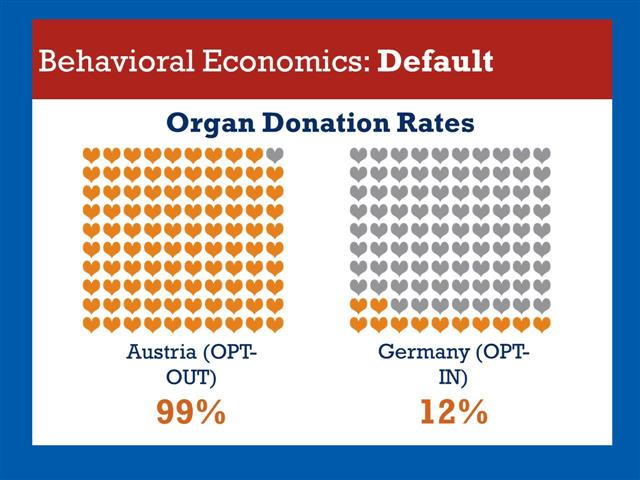 Behavioral Economics: Default
Organ Donation Rates
Austria (OPT-
OUT)
99%
Germany (OPT-
IN)
12%